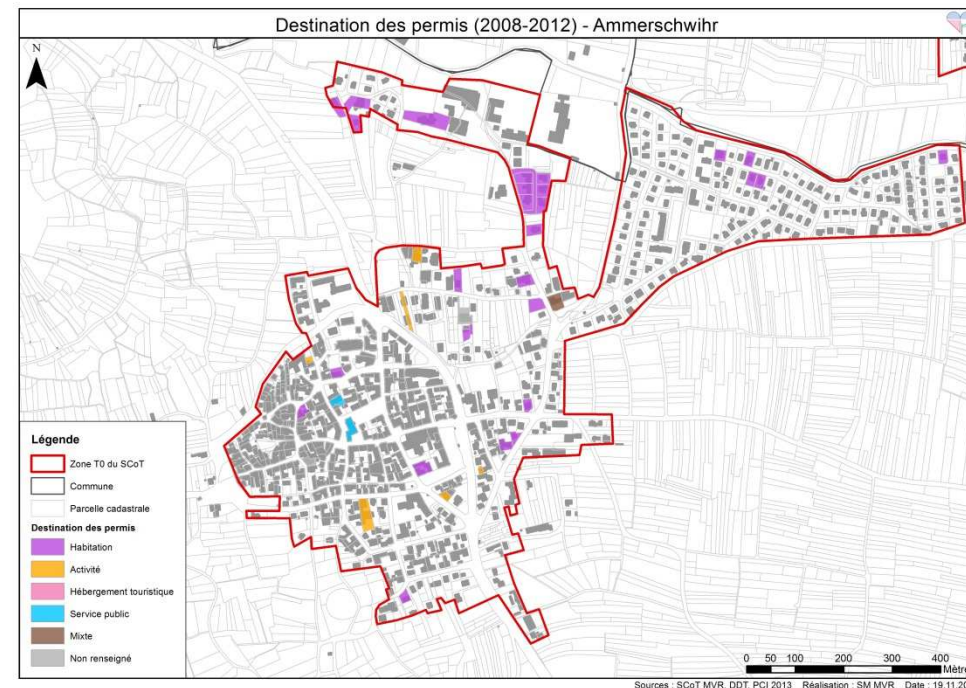 Destination des permis (2008-2012) - Ammerschwihr
N
Légende
Zone T0 du SCoT
Commune
Parcelle cadastrale
Destination des permis
Habitation
Activité
Hébergement touristique
Service public
Mixte
Non renseigné
0 50 100 200 300 400
Mètre
Sources : SCoT MVR, DDT, PCI 2013 Réalisation : SM MVR Date : 19.11.20